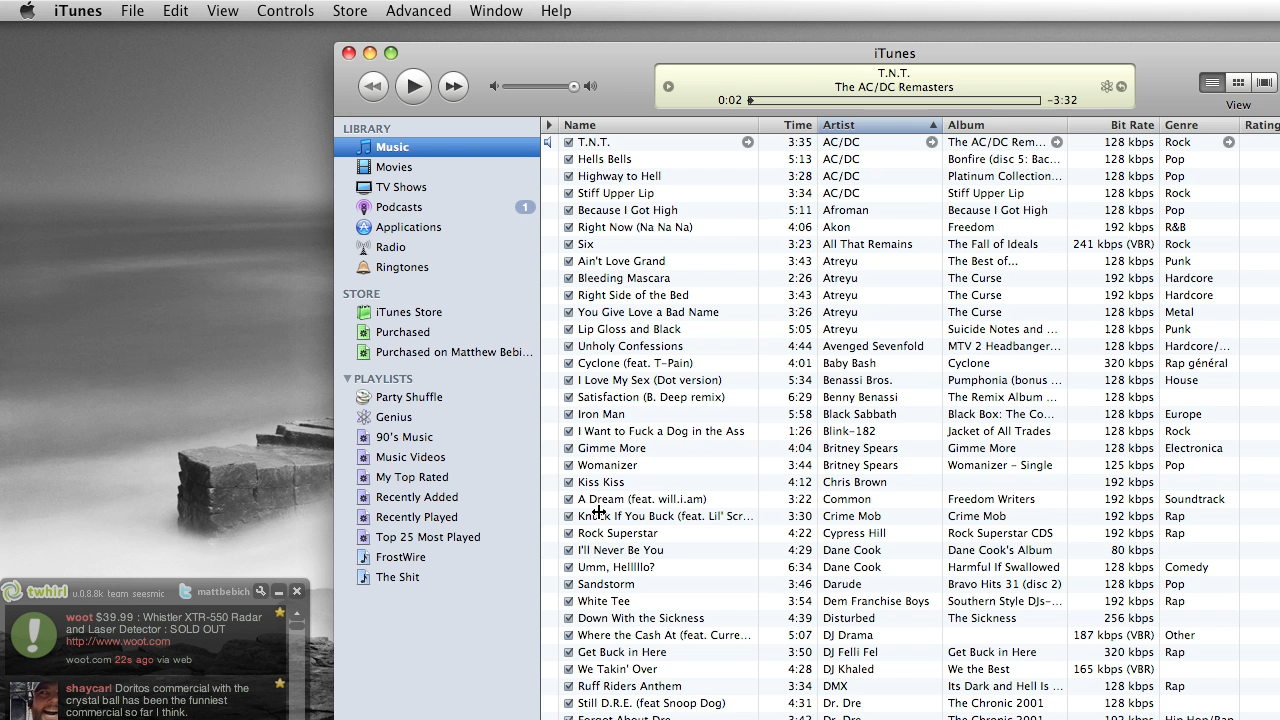 iTunes File Edit View Controls Store Advanced Window Help
iTunes
T.N.T.
The AC/DC Remasters
0:02 -3:32
View
LIBRARY
Music
Movies
TV Shows
Podcasts 1
Applications
Radio
Ringtones
STORE
iTunes Store
Purchased
Purchased on Matthew Bebi...
PLAYLISTS
Party Shuffle
Genius
90's Music
Music Videos
My Top Rated
Recently Added
Recently Played
Top 25 Most Played
FrostWire
The Shit
Name Time Artist Album Bit Rate Genre Rating
T.N.T. 3:35 AC/DC The AC/DC Rem... 128 kbps Rock
Hells Bells 5:13 AC/DC Bonfire (disc 5: Bac... 128 kbps Pop
Highway to Hell 3:28 AC/DC Platinum Collection... 128 kbps Pop
Stiff Upper Lip 3:34 AC/DC Stiff Upper Lip 128 kbps Rock
Because I Got High 5:11 Afroman Because I Got High 128 kbps Pop
Right Now (Na Na Na) 4:06 Akon Freedom 192 kbps R&B
Six 3:23 All That Remains The Fall of Ideals 241 kbps (VBR) Rock
Ain't Love Grand 3:43 Atreyu The Best of... 128 kbps Punk
Bleeding Mascara 2:26 Atreyu The Curse 192 kbps Hardcore
Right Side of the Bed 3:43 Atreyu The Curse 192 kbps Hardcore
You Give Love a Bad Name 3:26 Atreyu The Curse 128 kbps Metal
Lip Gloss and Black 5:05 Atreyu Suicide Notes and ... 128 kbps Punk
Unholy Confessions 4:44 Avenged Sevenfold MTV 2 Headbanger... 192 kbps Hardcore/...
Cyclone (feat. T-Pain) 4:01 Baby Bash Cyclone 320 kbps Rap général
I Love My Sex (Dot version) 5:34 Benassi Bros. Pumphonia (bonus ... 128 kbps House
Satisfaction (B. Deep remix) 6:29 Benny Benassi The Remix Album ... 128 kbps
Iron Man 5:58 Black Sabbath Black Box: The Co... 128 kbps Europe
I Want to Fuck a Dog in the Ass 1:26 Blink-182 Jacket of All Trades 128 kbps Rock
Gimme More 4:04 Britney Spears Gimme More 128 kbps Electronica
Womanizer 3:44 Britney Spears Womanizer - Single 125 kbps Pop
Kiss Kiss 4:12 Chris Brown 192 kbps
A Dream (feat. will.i.am) 3:22 Common Freedom Writers 192 kbps Soundtrack
Knuck If You Buck (feat. Lil' Scr... 3:30 Crime Mob Crime Mob 192 kbps Rap
Rock Superstar 4:22 Cypress Hill Rock Superstar CDS 192 kbps Rap
I'll Never Be You 4:29 Dane Cook Dane Cook's Album 80 kbps
Umm, Helllllo? 6:34 Dane Cook Harmful If Swallowed 128 kbps Comedy
Sandstorm 3:46 Darude Bravo Hits 31 (disc 2) 128 kbps Pop
White Tee 3:54 Dem Franchise Boys Southern Style DJs-... 192 kbps Rap
Down With the Sickness 4:39 Disturbed The Sickness 256 kbps
Where the Cash At (feat. Curre... 5:07 DJ 187 kbps (VBR) Other
Get Buck in Here 3:50 DJ Felli Fel Get Buck in Here 320 kbps Rap
We Takin' Over 4:28 DJ Khaled We the Best 165 kbps (VBR)
Ruff Ryders Anthem 3:34 DMX Its Dark and Hell Is ... 128 kbps Rap
Still D.R.E. (feat Snoop Dog) 4:31 Dr. Dre The Chronic 2001 128 kbps Rap
Forgot About Dre Dr. Dre The Chronic 2001 192 kbps Hip Hop/Rap
twhirl v.0.8.8k team seesmic mattbebich
woot $39.99 : Whistler XTR-550 Radar
and Laser Detector : SOLD OUT
http://www.woot.com
woot.com 22s ago via web
shaycarl Doritos commercial with the
crystal ball has been the funniest
commercial so far I think.